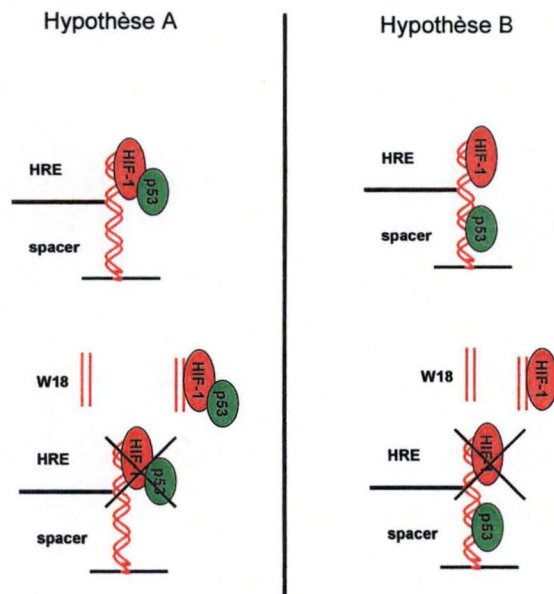 Hypothèse A
HIF-1
p53
HRE
spacer
W18
HIF-1
p53
HRE
HIF-1
p53
spacer
Hypothèse B
HIF-1
HRE
p53
spacer
W18
HIF-1
HRE
HIF-1
p53
spacer